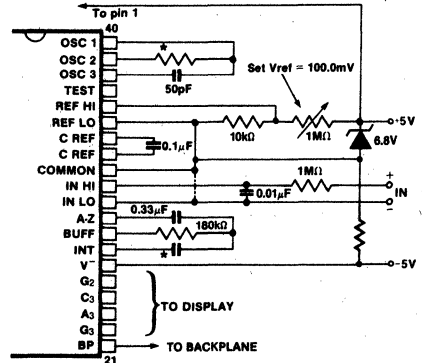 To pin 1
40
OSC 1
OSC 2
*
OSC 3
50pF
Set Vref = 100.0mV
TEST
REF HI
REF LO
10kΩ
1MΩ
+5V
6.8V
C REF
0.1μF
C REF
COMMON
1MΩ
+
IN HI
0.01μF
IN
IN LO
−
A-Z
0.33μF
BUFF
180kΩ
INT
*
V−
−5V
G2
C3
TO DISPLAY
A3
G3
BP
TO BACKPLANE
21